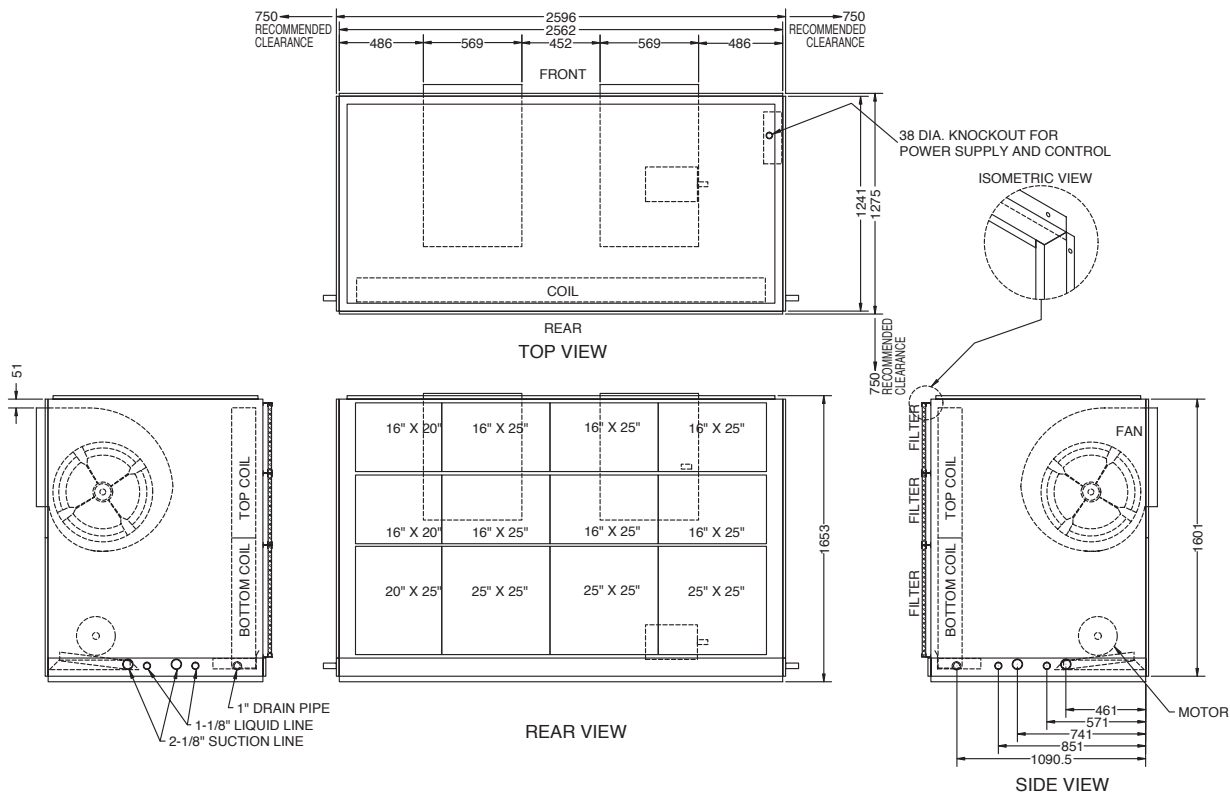 750
RECOMMENDED
CLEARANCE
2596
2562
750
RECOMMENDED
CLEARANCE
486
569
452
569
486
FRONT
38 DIA. KNOCKOUT FOR
POWER SUPPLY AND CONTROL
ISOMETRIC VIEW
1241
1275
COIL
REAR
TOP VIEW
750
RECOMMENDED
CLEARANCE
51
TOP COIL
BOTTOM COIL
1" DRAIN PIPE
1-1/8" LIQUID LINE
2-1/8" SUCTION LINE
16" X 20"
16" X 25"
16" X 25"
16" X 25"
16" X 20"
16" X 25"
16" X 25"
16" X 25"
20" X 25"
25" X 25"
25" X 25"
25" X 25"
1653
REAR VIEW
FILTER
FILTER
FILTER
TOP COIL
BOTTOM COIL
FAN
1601
461
571
741
851
1090.5
MOTOR
SIDE VIEW